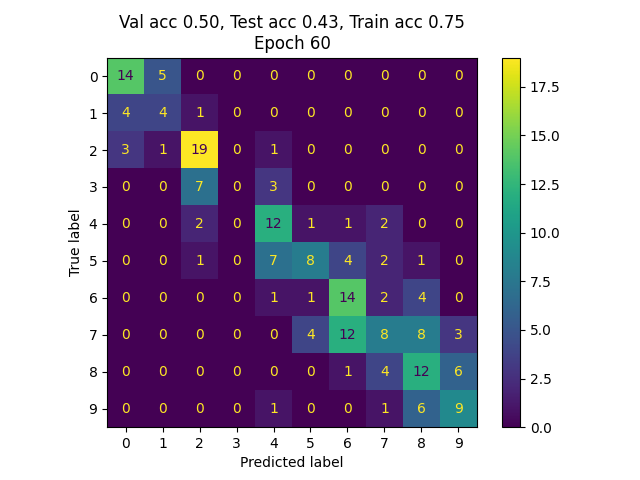 Val acc 0.50, Test acc 0.43, Train acc 0.75
Epoch 60
0 14 5 0 0 0 0 0 0 0 0
1 4 4 1 0 0 0 0 0 0 0
2 3 1 19 0 1 0 0 0 0 0
3 0 0 7 0 3 0 0 0 0 0
4 0 0 2 0 12 1 1 2 0 0
5 0 0 1 0 7 8 4 2 1 0
6 0 0 0 0 1 1 14 2 4 0
7 0 0 0 0 0 4 12 8 8 3
8 0 0 0 0 0 0 1 4 12 6
9 0 0 0 0 1 0 0 1 6 9
0 1 2 3 4 5 6 7 8 9
Predicted label
True label
17.5
15.0
12.5
10.0
7.5
5.0
2.5
0.0